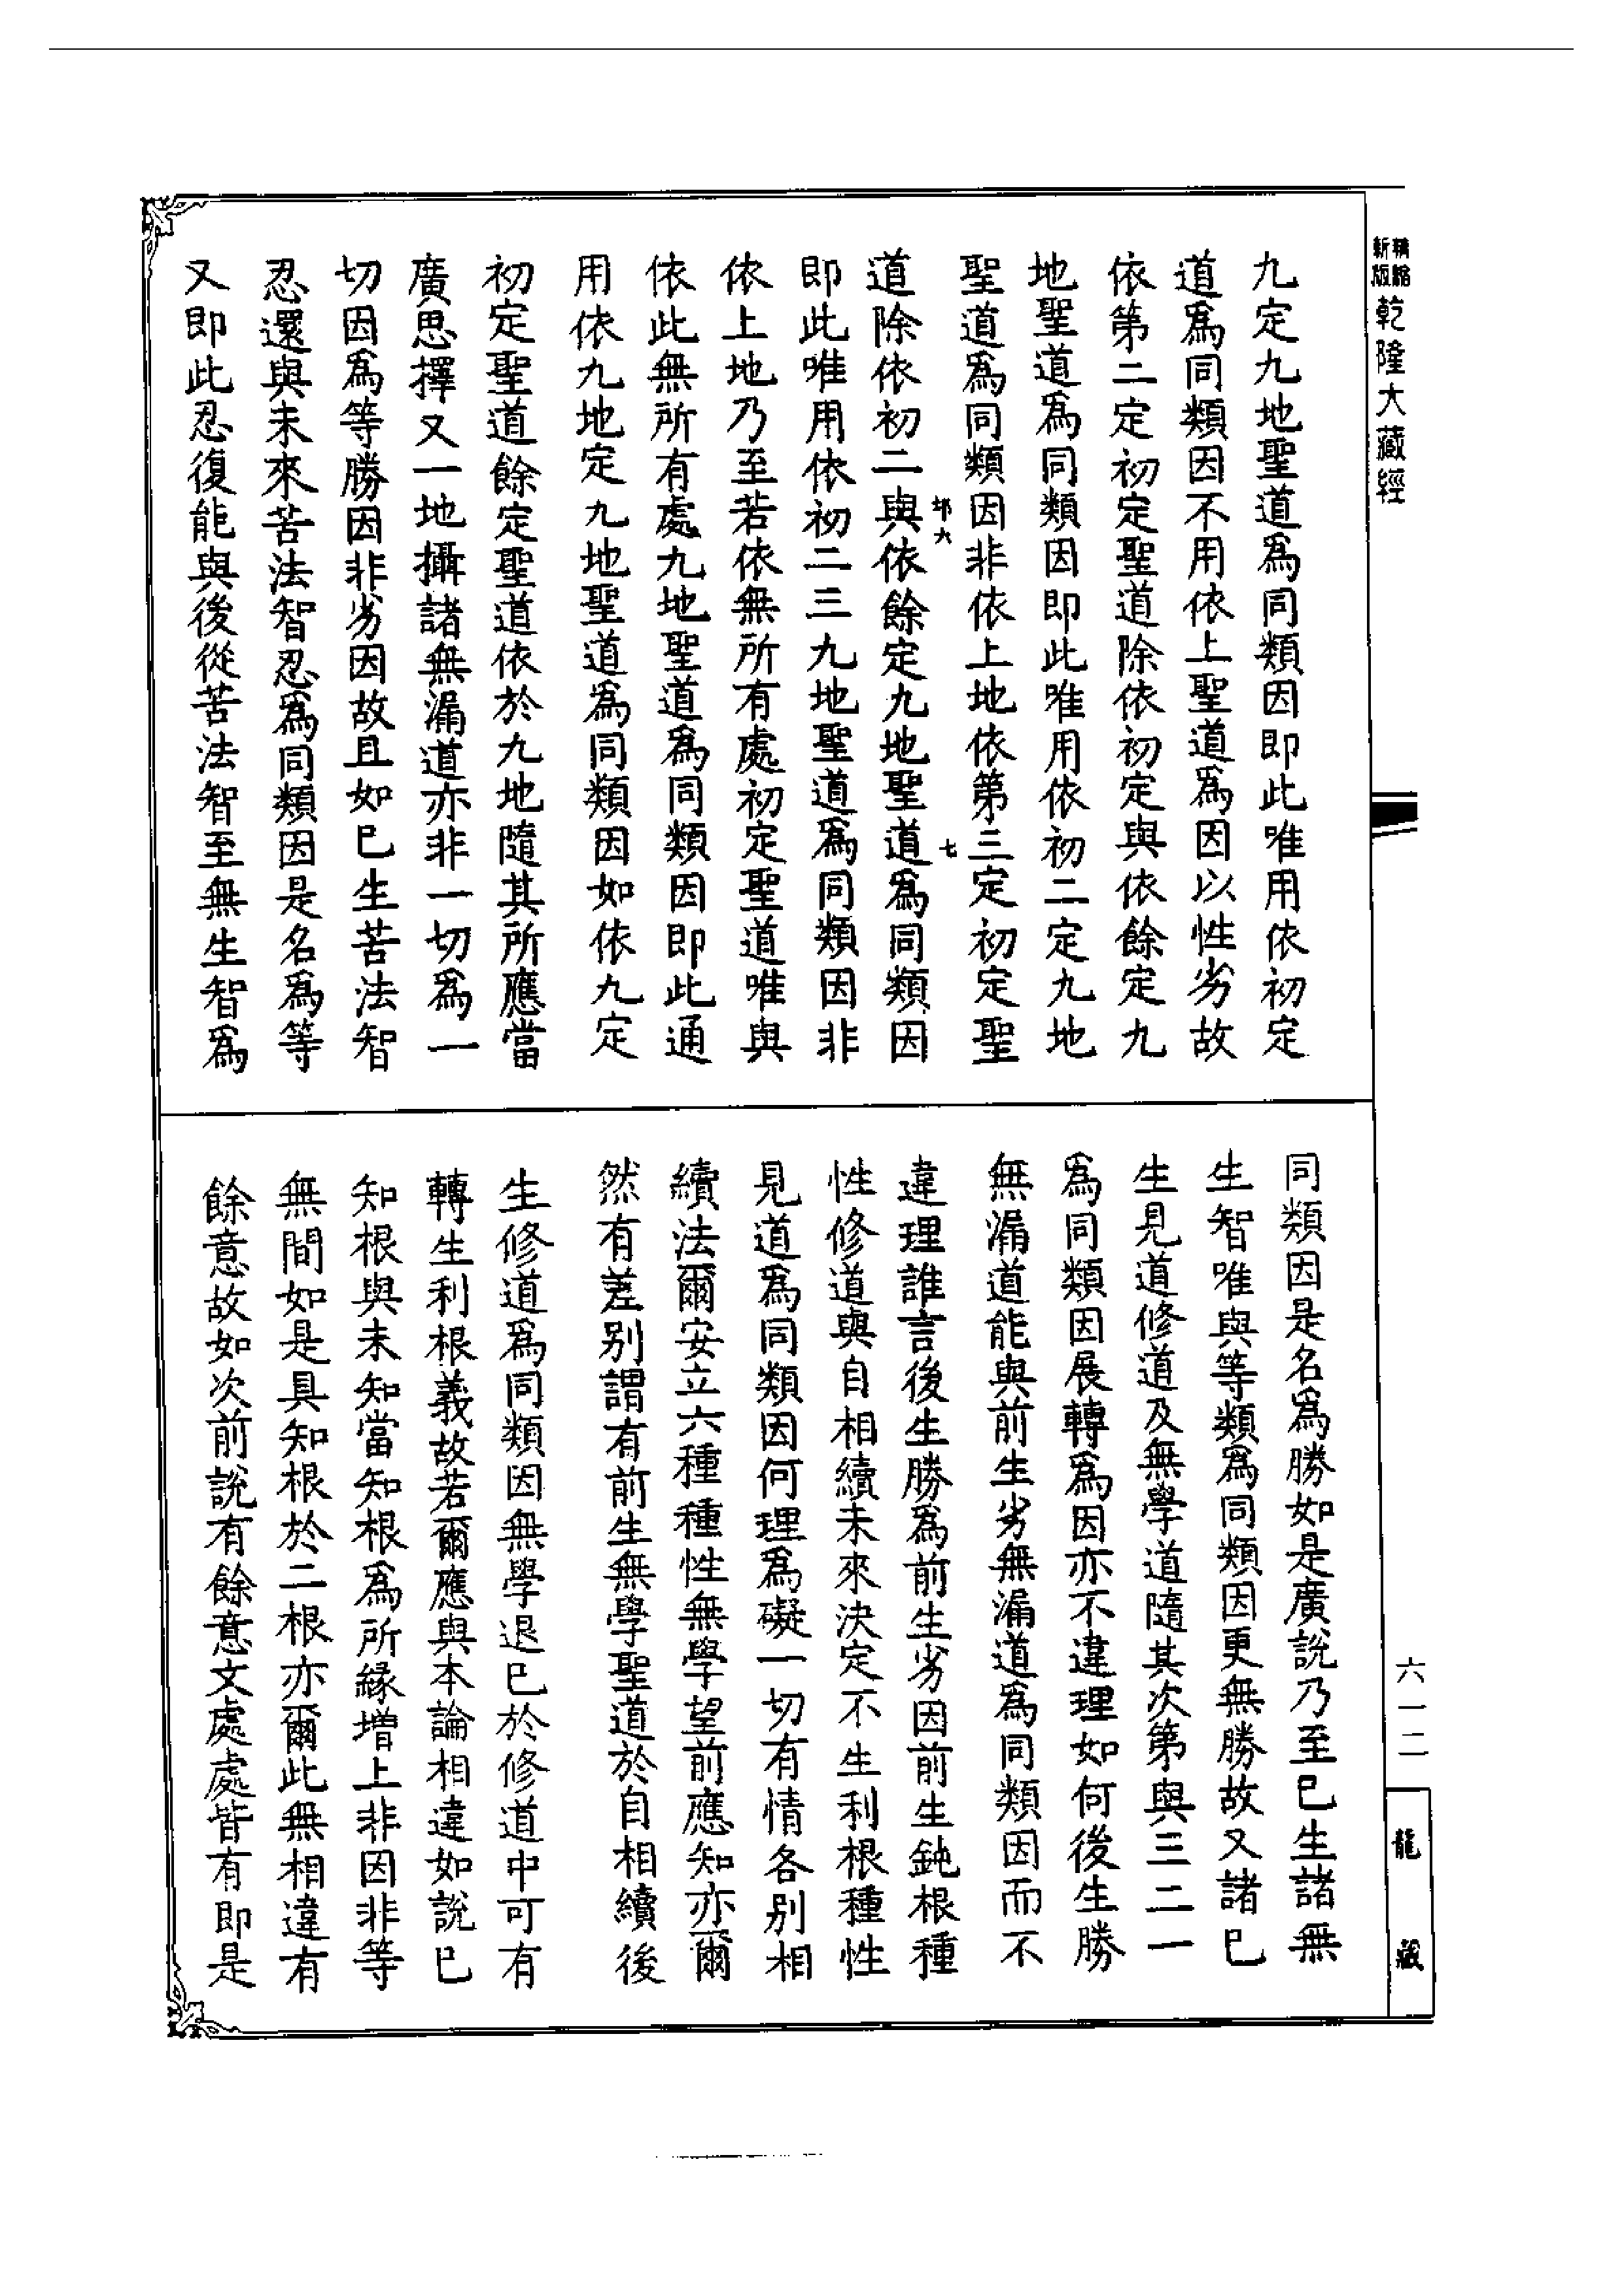 精縮新版乾隆大藏經
九定九地聖道爲同類因即此唯用依初定
道爲同類因不用依上聖道爲因以性劣故
依第二定初定聖道除依初定與依餘定九
地聖道爲同類因即此唯用依初二定九地
聖道爲同類因非依上地依第三定初定聖
道除依初二與依餘定九地聖道爲同類因
即此唯用依初二三九地聖道爲同類因非
依上地乃至若依無所有處初定聖道唯與
依此無所有處九地聖道爲同類因即此通
用依九地定九地聖道爲同類因如依九定
初定聖道餘定聖道依於九地隨其所應當
廣思擇又一地攝諸無漏道亦非一切爲一
切因爲等勝因非劣因故且如已生苦法智
忍還與未來苦法智忍爲同類因是名爲等
又即此忍復能與後從苦法智至無生智爲
同類因是名爲勝如是廣說乃至已生諸無
生智唯與等類爲同類因更無勝故又諸已
生見道修道及無學道隨其次第與三二一
爲同類因展轉爲因亦不違理如何後生勝
無漏道能與前生劣無漏道爲同類因而不
違理誰言後生勝爲前生劣因前生鈍根種
性修道與自相續未來決定不生利根種性
見道爲同類因何理爲礙一切有情各別相
續法爾安立六種種性無學望前應知亦爾
然有差别謂有前生無學聖道於自相續後
生修道爲同類因無學退已於修道中可有
轉生利根義故若爾應與本論相違如說已
知根與未知當知根爲所緣增上非因非等
無間如是具知根於二根亦爾此無相違有
餘意故如次前說有餘意文處處皆有即是
六一二
龍藏